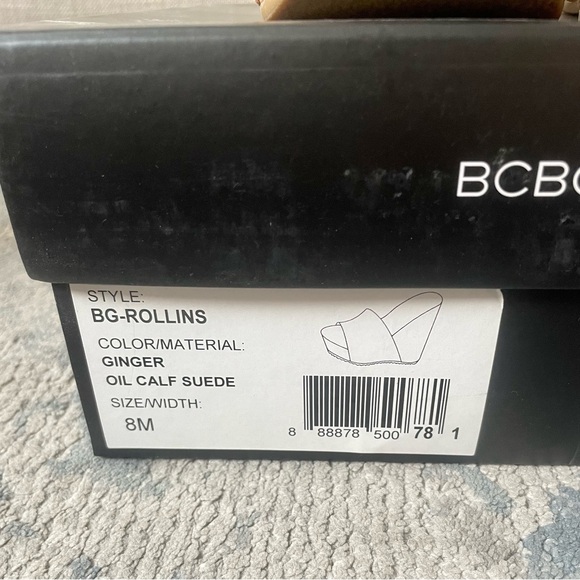 BCBG
STYLE:
BG-ROLLINS
COLOR/MATERIAL:
GINGER
OIL CALF SUEDE
SIZE/WIDTH:
8M
8 88878 500 78 1